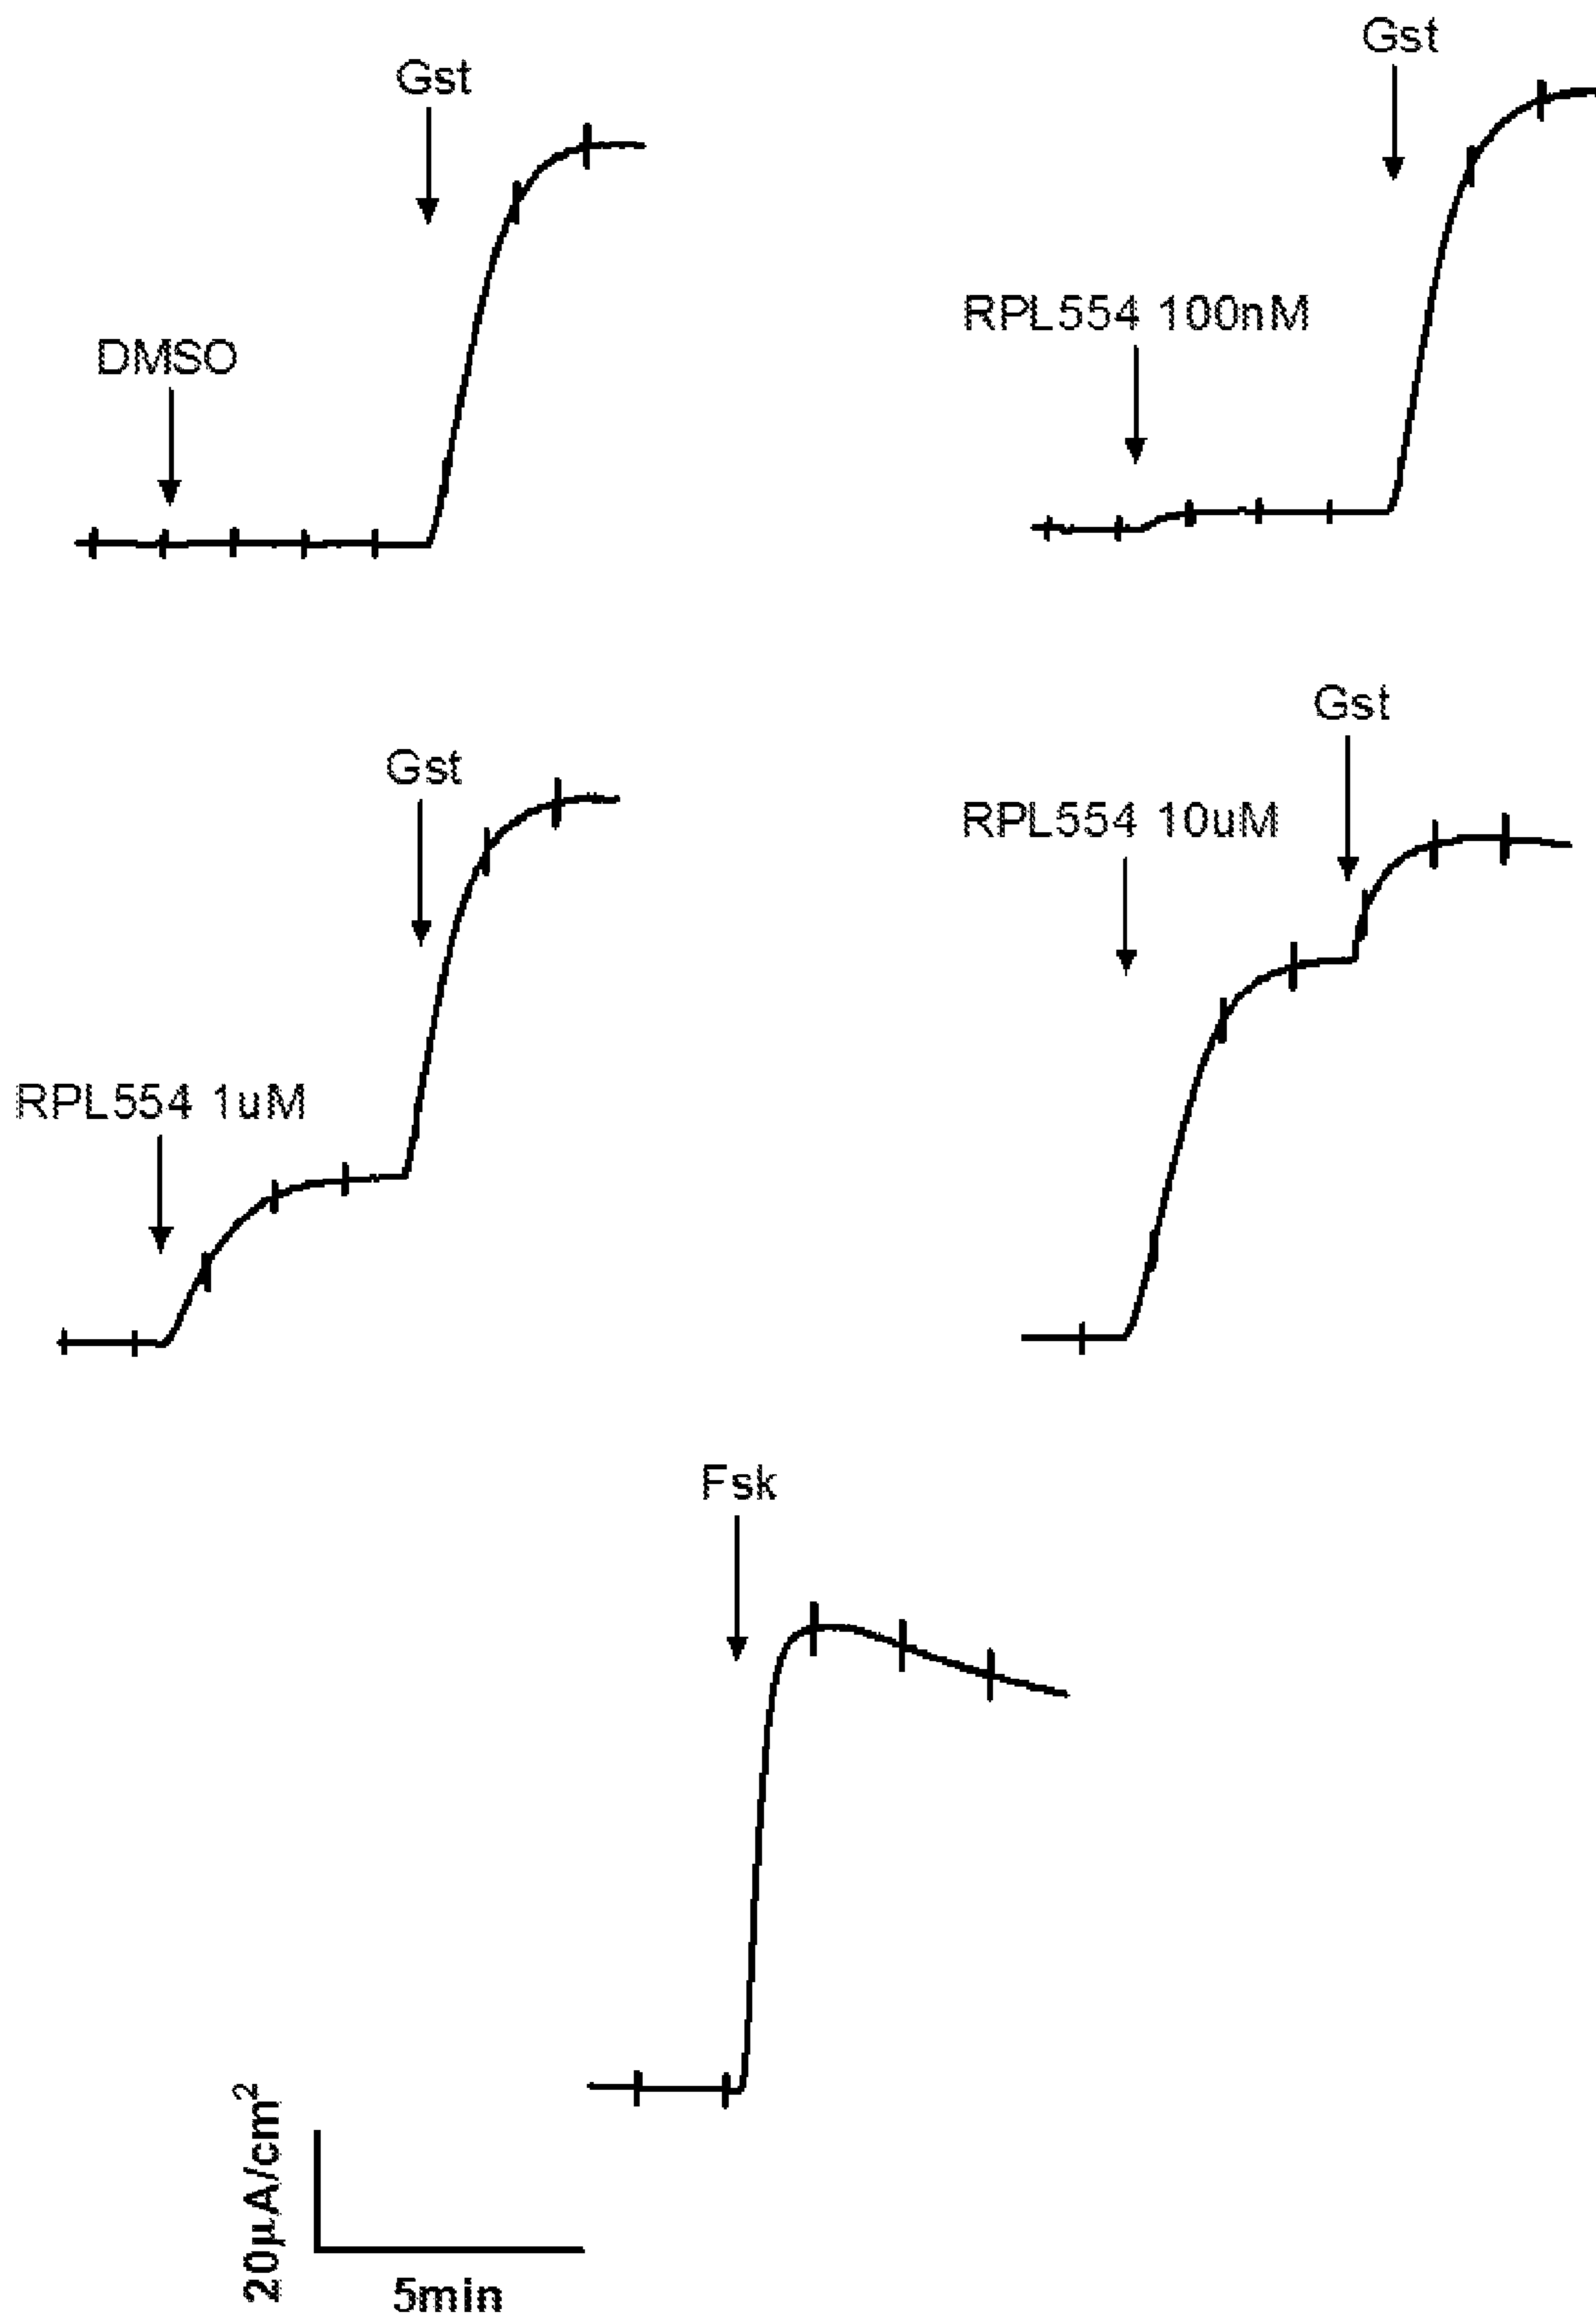 Gst
DMSO
Gst
RPL554 100nM
Gst
RPL554 1uM
Gst
RPL554 10uM
Fsk
20µA/cm²
5min